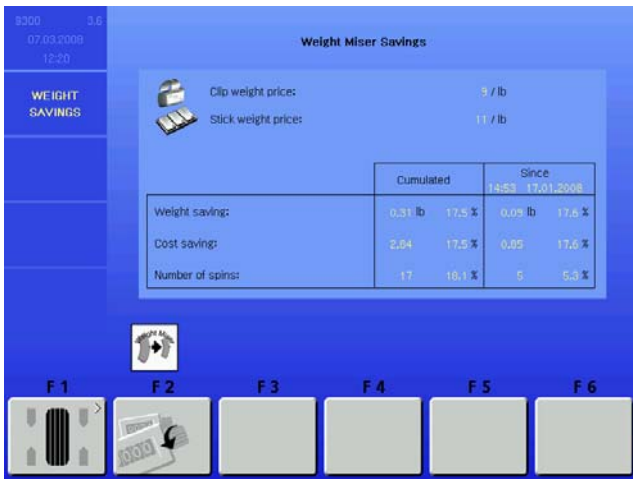 9300 3.6
07.03.2008
12:20
Weight Miser Savings
WEIGHT
SAVINGS
Clip weight price: 9 / lb
Stick weight price: 11 / lb
Cumulated
Since
14:53 17.01.2008
Weight saving: 0.31 lb 17.5 % 0.09 lb 17.6 %
Cost saving: 2.84 17.5 % 0.85 17.6 %
Number of spins: 17 18.1 % 5 5.3 %
Weight Miser
F 1 F 2 F 3 F 4 F 5 F 6
000